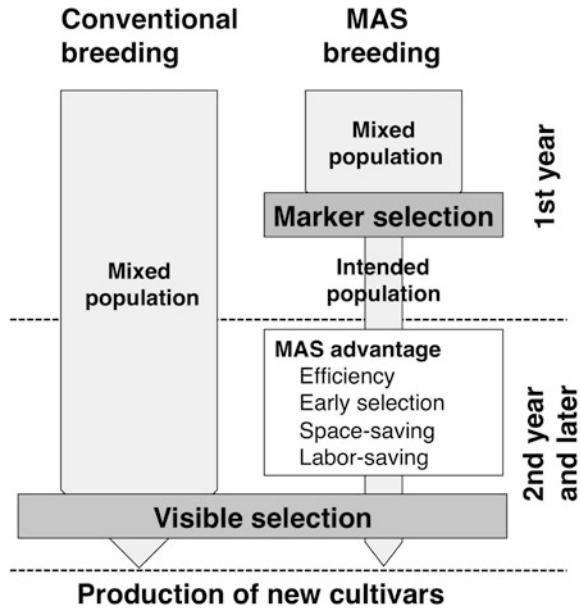 Conventional
breeding
MAS
breeding
Mixed
population
Marker selection
1st year
Mixed
population
Intended
population
MAS advantage
Efficiency
Early selection
Space-saving
Labor-saving
2nd year
and later
Visible selection
Production of new cultivars